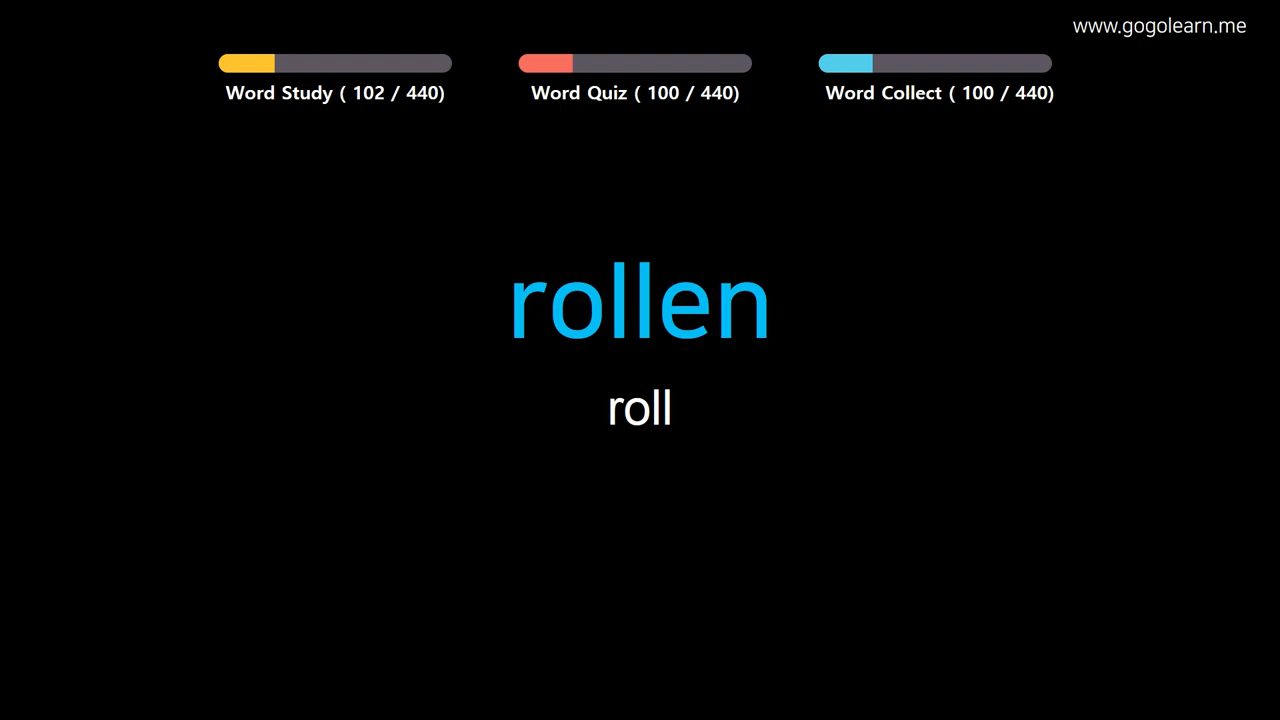 www.gogolearn.me
Word Study ( 102 / 440)
Word Quiz ( 100 / 440)
Word Collect ( 100 / 440)
rollen
roll